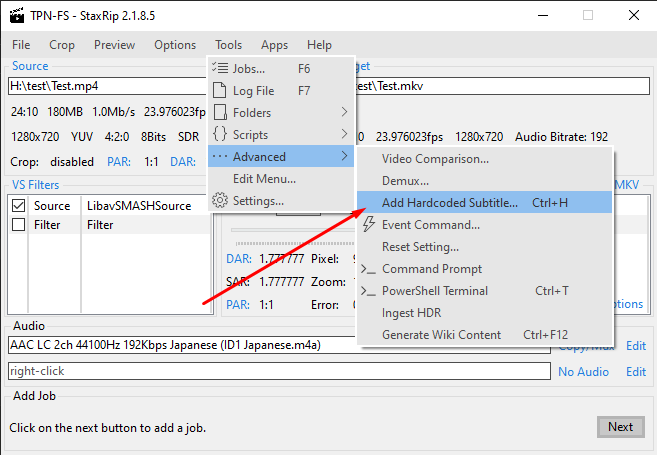 TPN-FS - StaxRip 2.1.8.5
File Crop Preview Options Tools Apps Help
Source
get
H:\test\Test.mp4
test\Test.mkv
24:10 180MB 1.0Mb/s 23.976023fps
1280x720 YUV 4:2:0 8Bits SDR
23.976023fps 1280x720 Audio Bitrate: 192
Crop: disabled PAR: 1:1 DAR:
Jobs... F6
Log File F7
Folders
Scripts
Advanced
Edit Menu...
Settings...
Video Comparison...
Demux...
Add Hardcoded Subtitle... Ctrl+H
Event Command...
Reset Setting...
Command Prompt
PowerShell Terminal Ctrl+T
Ingest HDR
Generate Wiki Content Ctrl+F12
VS Filters
MKV
Source LibavSMASHSource
Filter Filter
DAR: 1.777777 Pixel: 9
SAR: 1.777777 Zoom:
PAR: 1:1 Error:
ptions
Audio
AAC LC 2ch 44100Hz 192Kbps Japanese (ID1 Japanese.m4a)
Copy/Mux Edit
right-click
No Audio Edit
Add Job
Click on the next button to add a job.
Next